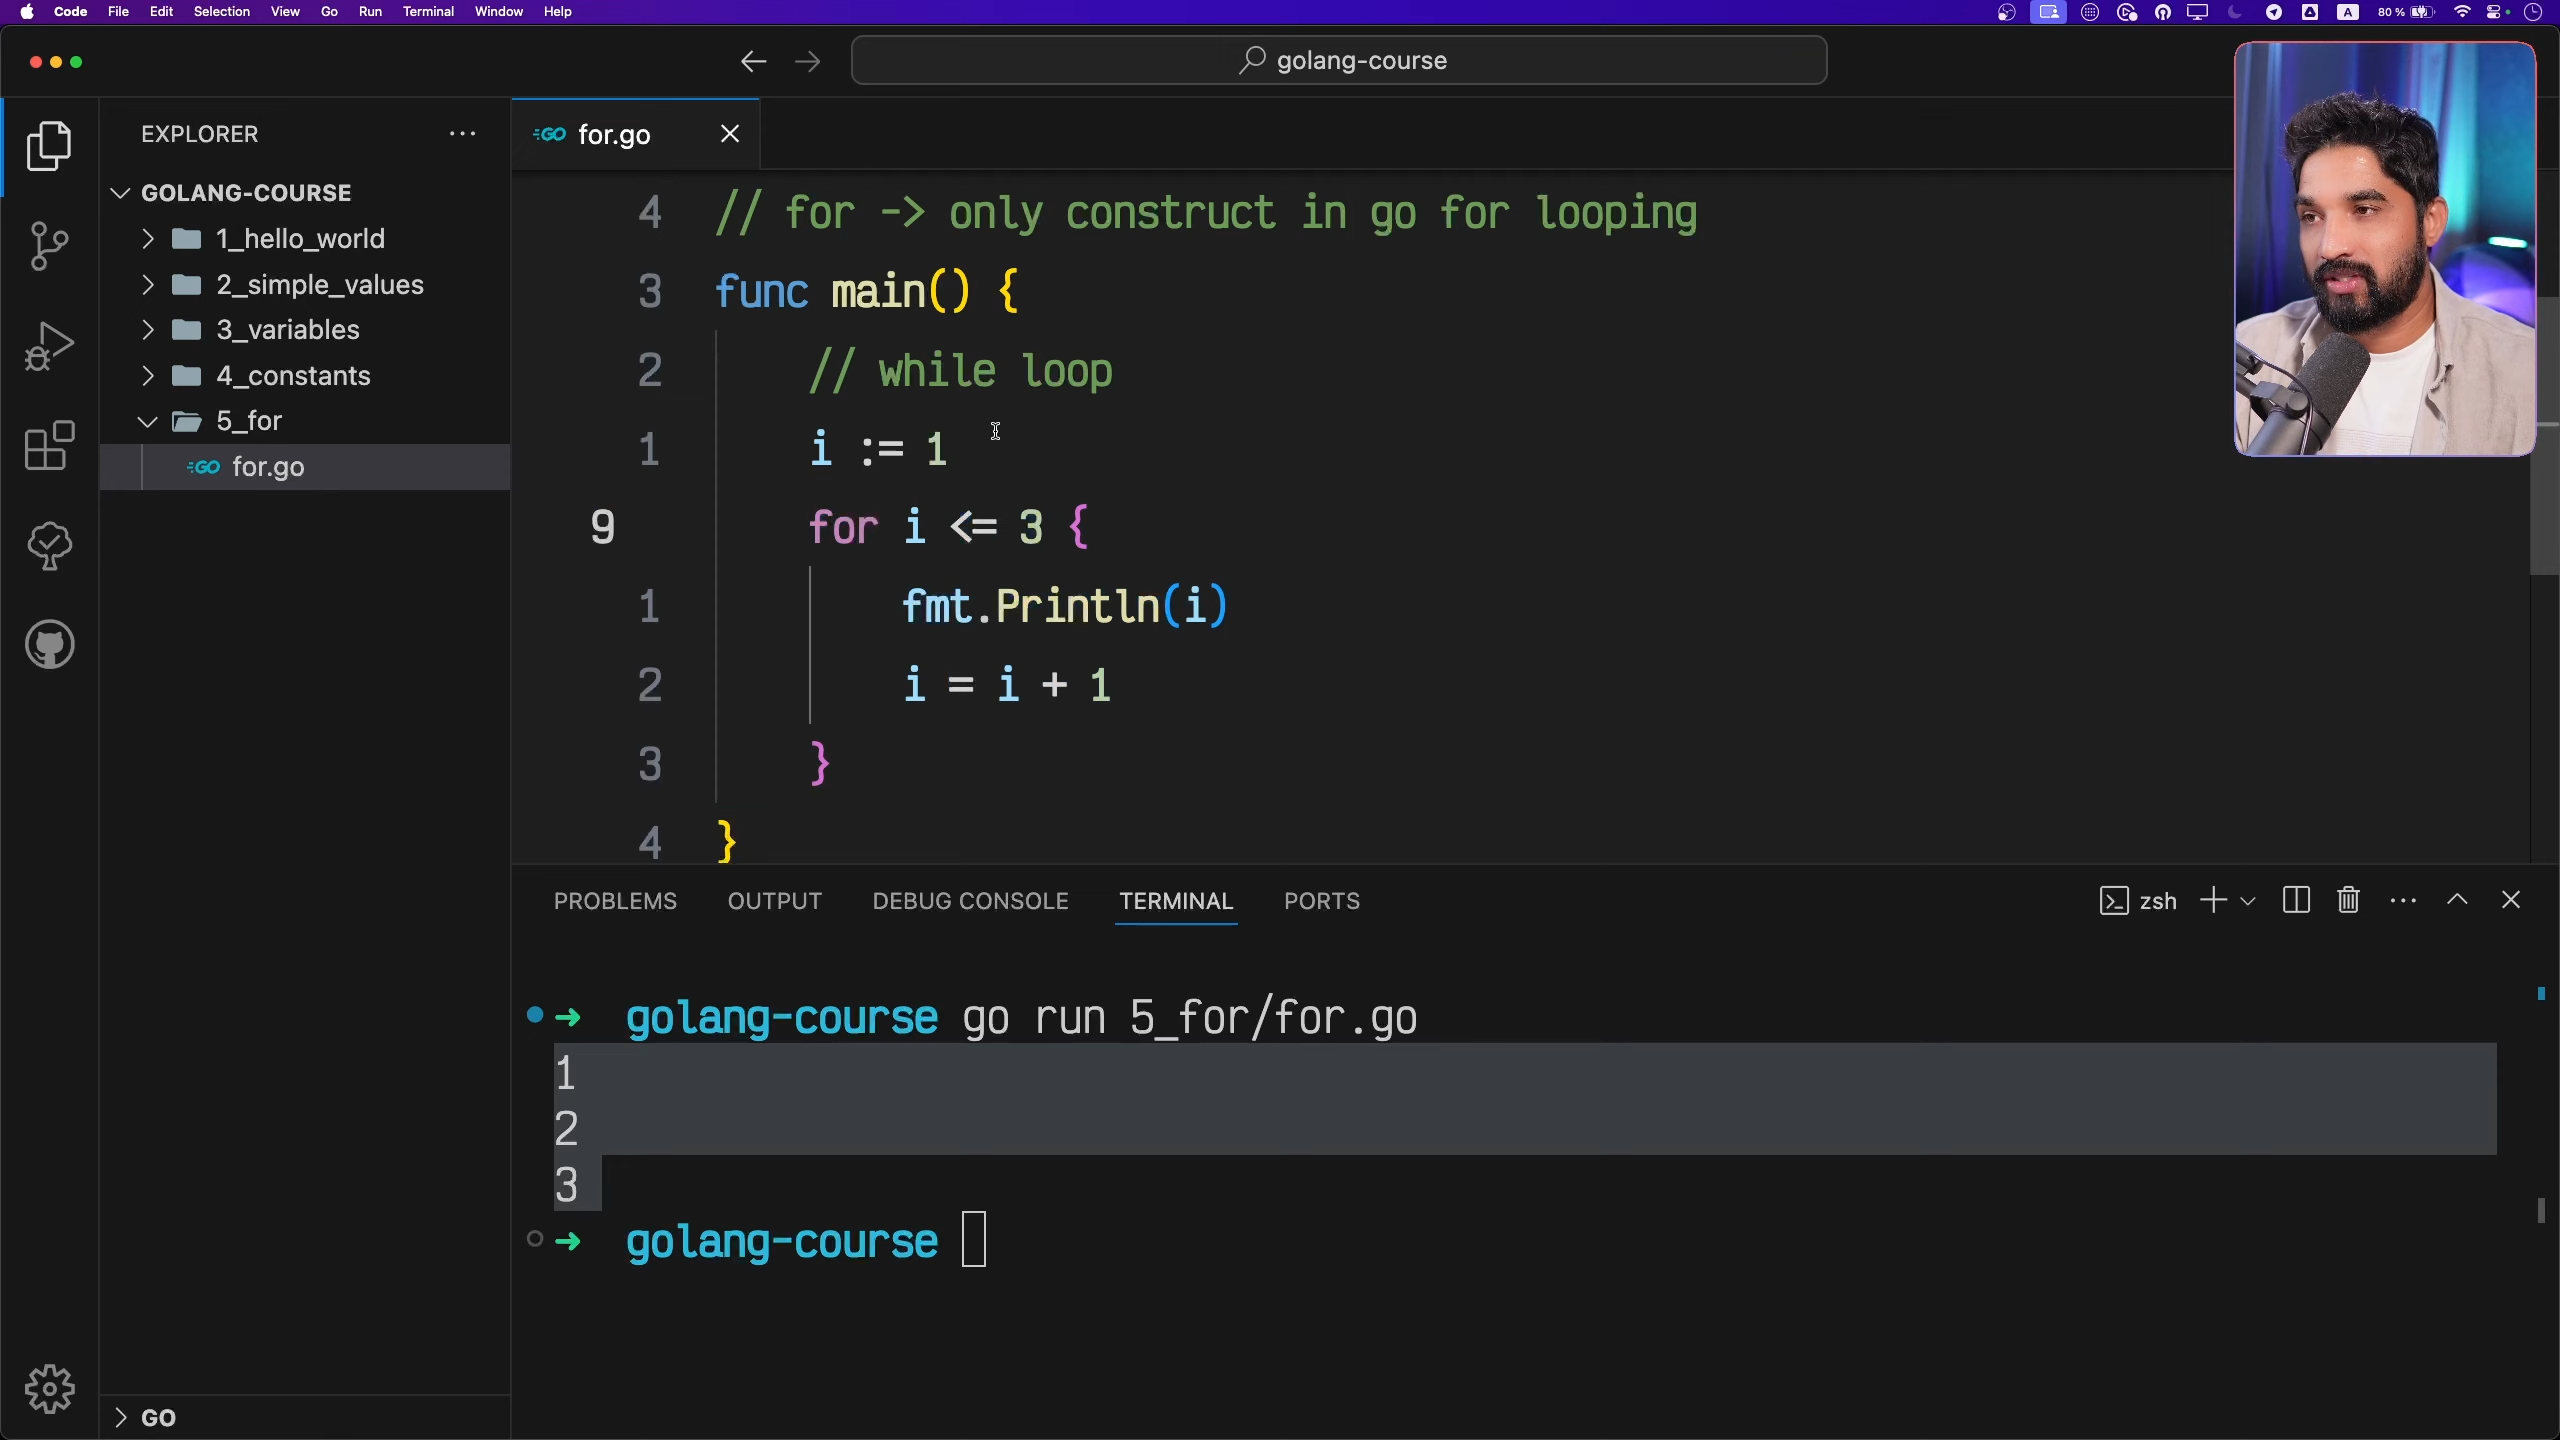 Code File Edit Selection View Go Run Terminal Window Help
A 80 %
golang-course
EXPLORER
GOLANG-COURSE
1_hello_world
2_simple_values
3_variables
4_constants
5_for
for.go
GO
for.go
4 // for -> only construct in go for looping
3 func main() {
2 // while loop
1 i := 1
9 for i <= 3 {
1 fmt.Println(i)
2 i = i + 1
3 }
4 }
PROBLEMS OUTPUT DEBUG CONSOLE TERMINAL PORTS
zsh
➜ golang-course go run 5_for/for.go
1
2
3
➜ golang-course